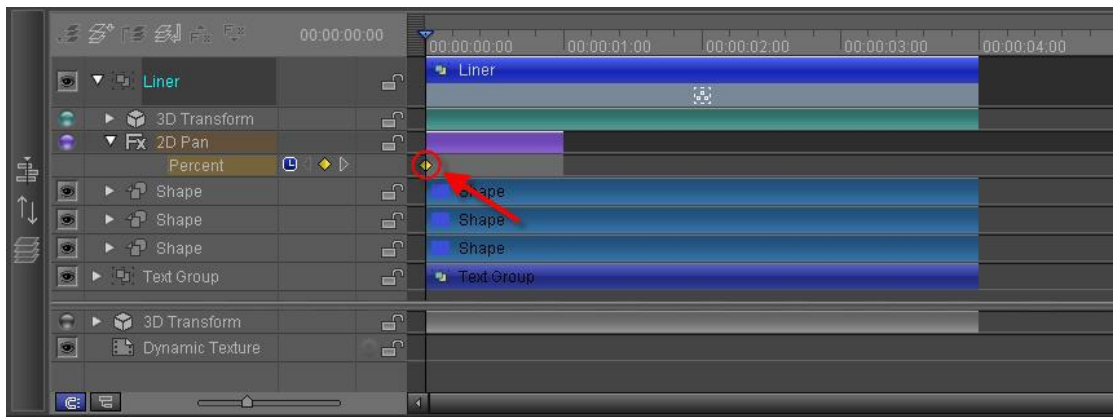 00:00:00:00
00:00:00:00 00:00:01:00 00:00:02:00 00:00:03:00 00:00:04:00
Liner Liner
3D Transform
Fx 2D Pan
Percent L
Shape Shape
Shape Shape
Shape Shape
Text Group Text Group
3D Transform
Dynamic Texture